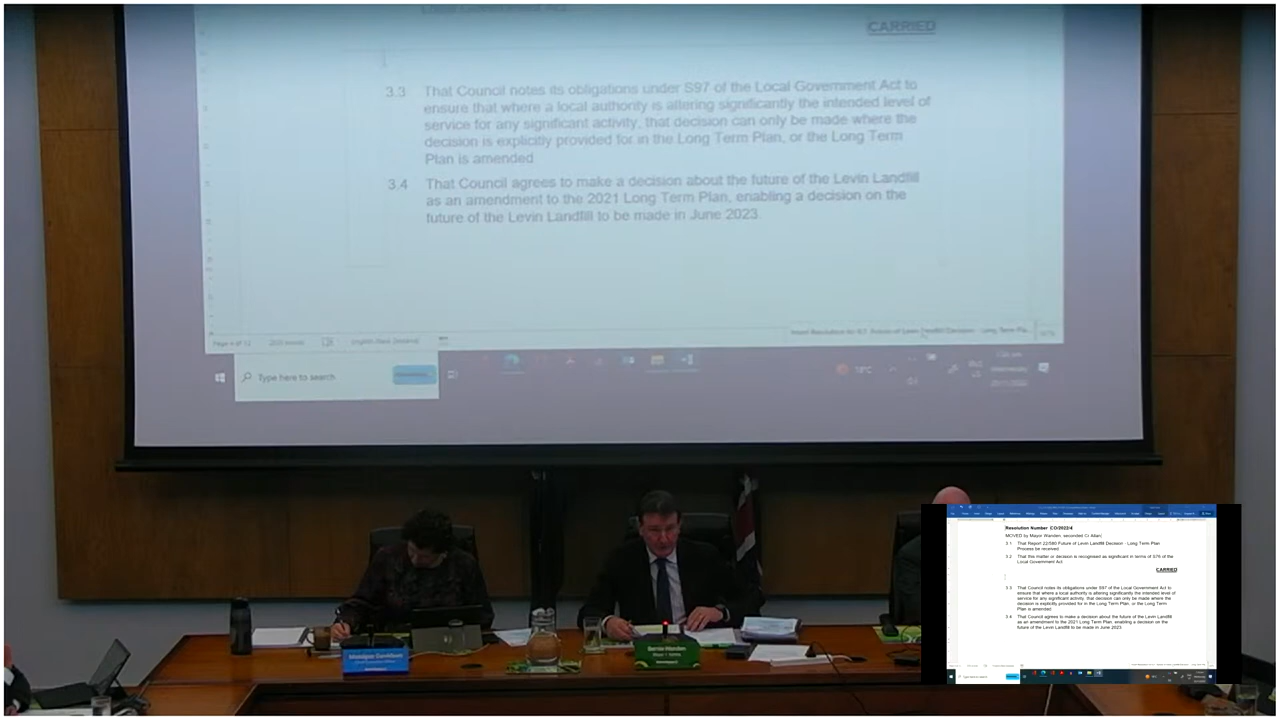 CARRIED
3.3 That Council notes its obligations under S97 of the Local Government Act to
ensure that where a local authority is altering significantly the intended level of
service for any significant activity, that decision can only be made where the
decision is explicitly provided for in the Long Term Plan, or the Long Term
Plan is amended
3.4 That Council agrees to make a decision about the future of the Levin Landfill
as an amendment to the 2021 Long Term Plan, enabling a decision on the
future of the Levin Landfill to be made in June 2023.
Page 4 of 12
English (New Zealand)
Type here to search
18°C
Bernie Wanden
Resolution Number CO/2022/4
MOVED by Mayor Wanden, seconded Cr Allan
3.1 That Report 22/580 Future of Levin Landfill Decision - Long Term Plan
Process be received.
3.2 That this matter or decision is recognised as significant in terms of S76 of the
Local Government Act
CARRIED
3.3 That Council notes its obligations under S97 of the Local Government Act to
ensure that where a local authority is altering significantly the intended level of
service for any significant activity, that decision can only be made where the
decision is explicitly provided for in the Long Term Plan, or the Long Term
Plan is amended
3.4 That Council agrees to make a decision about the future of the Levin Landfill
as an amendment to the 2021 Long Term Plan, enabling a decision on the
future of the Levin Landfill to be made in June 2023.